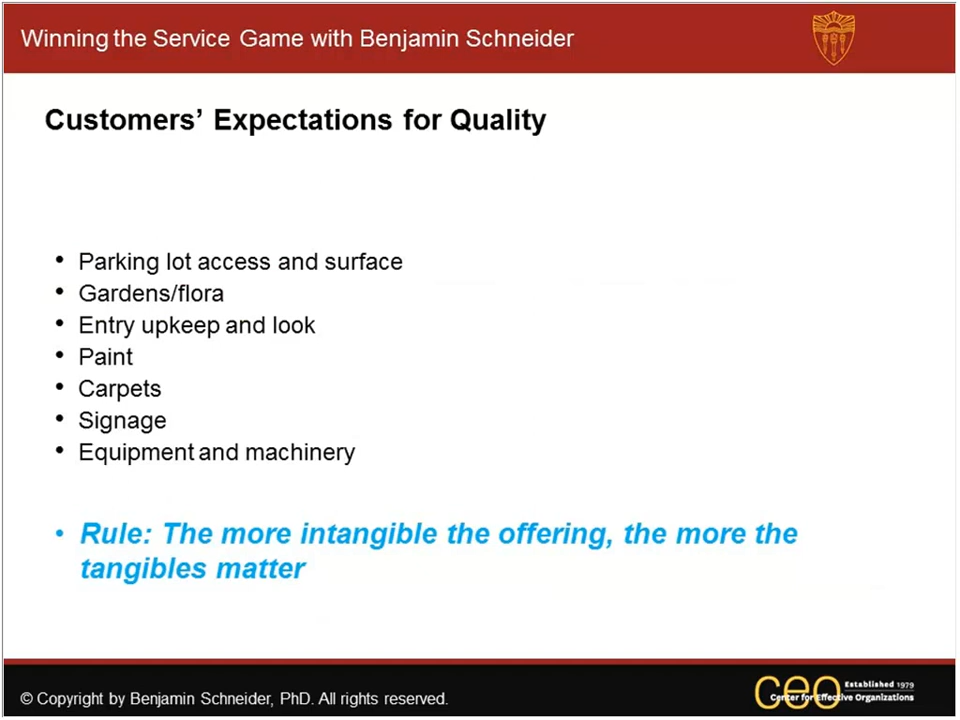 Winning the Service Game with Benjamin Schneider
Customers' Expectations for Quality
• Parking lot access and surface
• Gardens/flora
• Entry upkeep and look
• Paint
• Carpets
• Signage
• Equipment and machinery
• Rule: The more intangible the offering, the more the
tangibles matter
© Copyright by Benjamin Schneider, PhD. All rights reserved.
ceo
Established 1979
Center for Effective Organizations